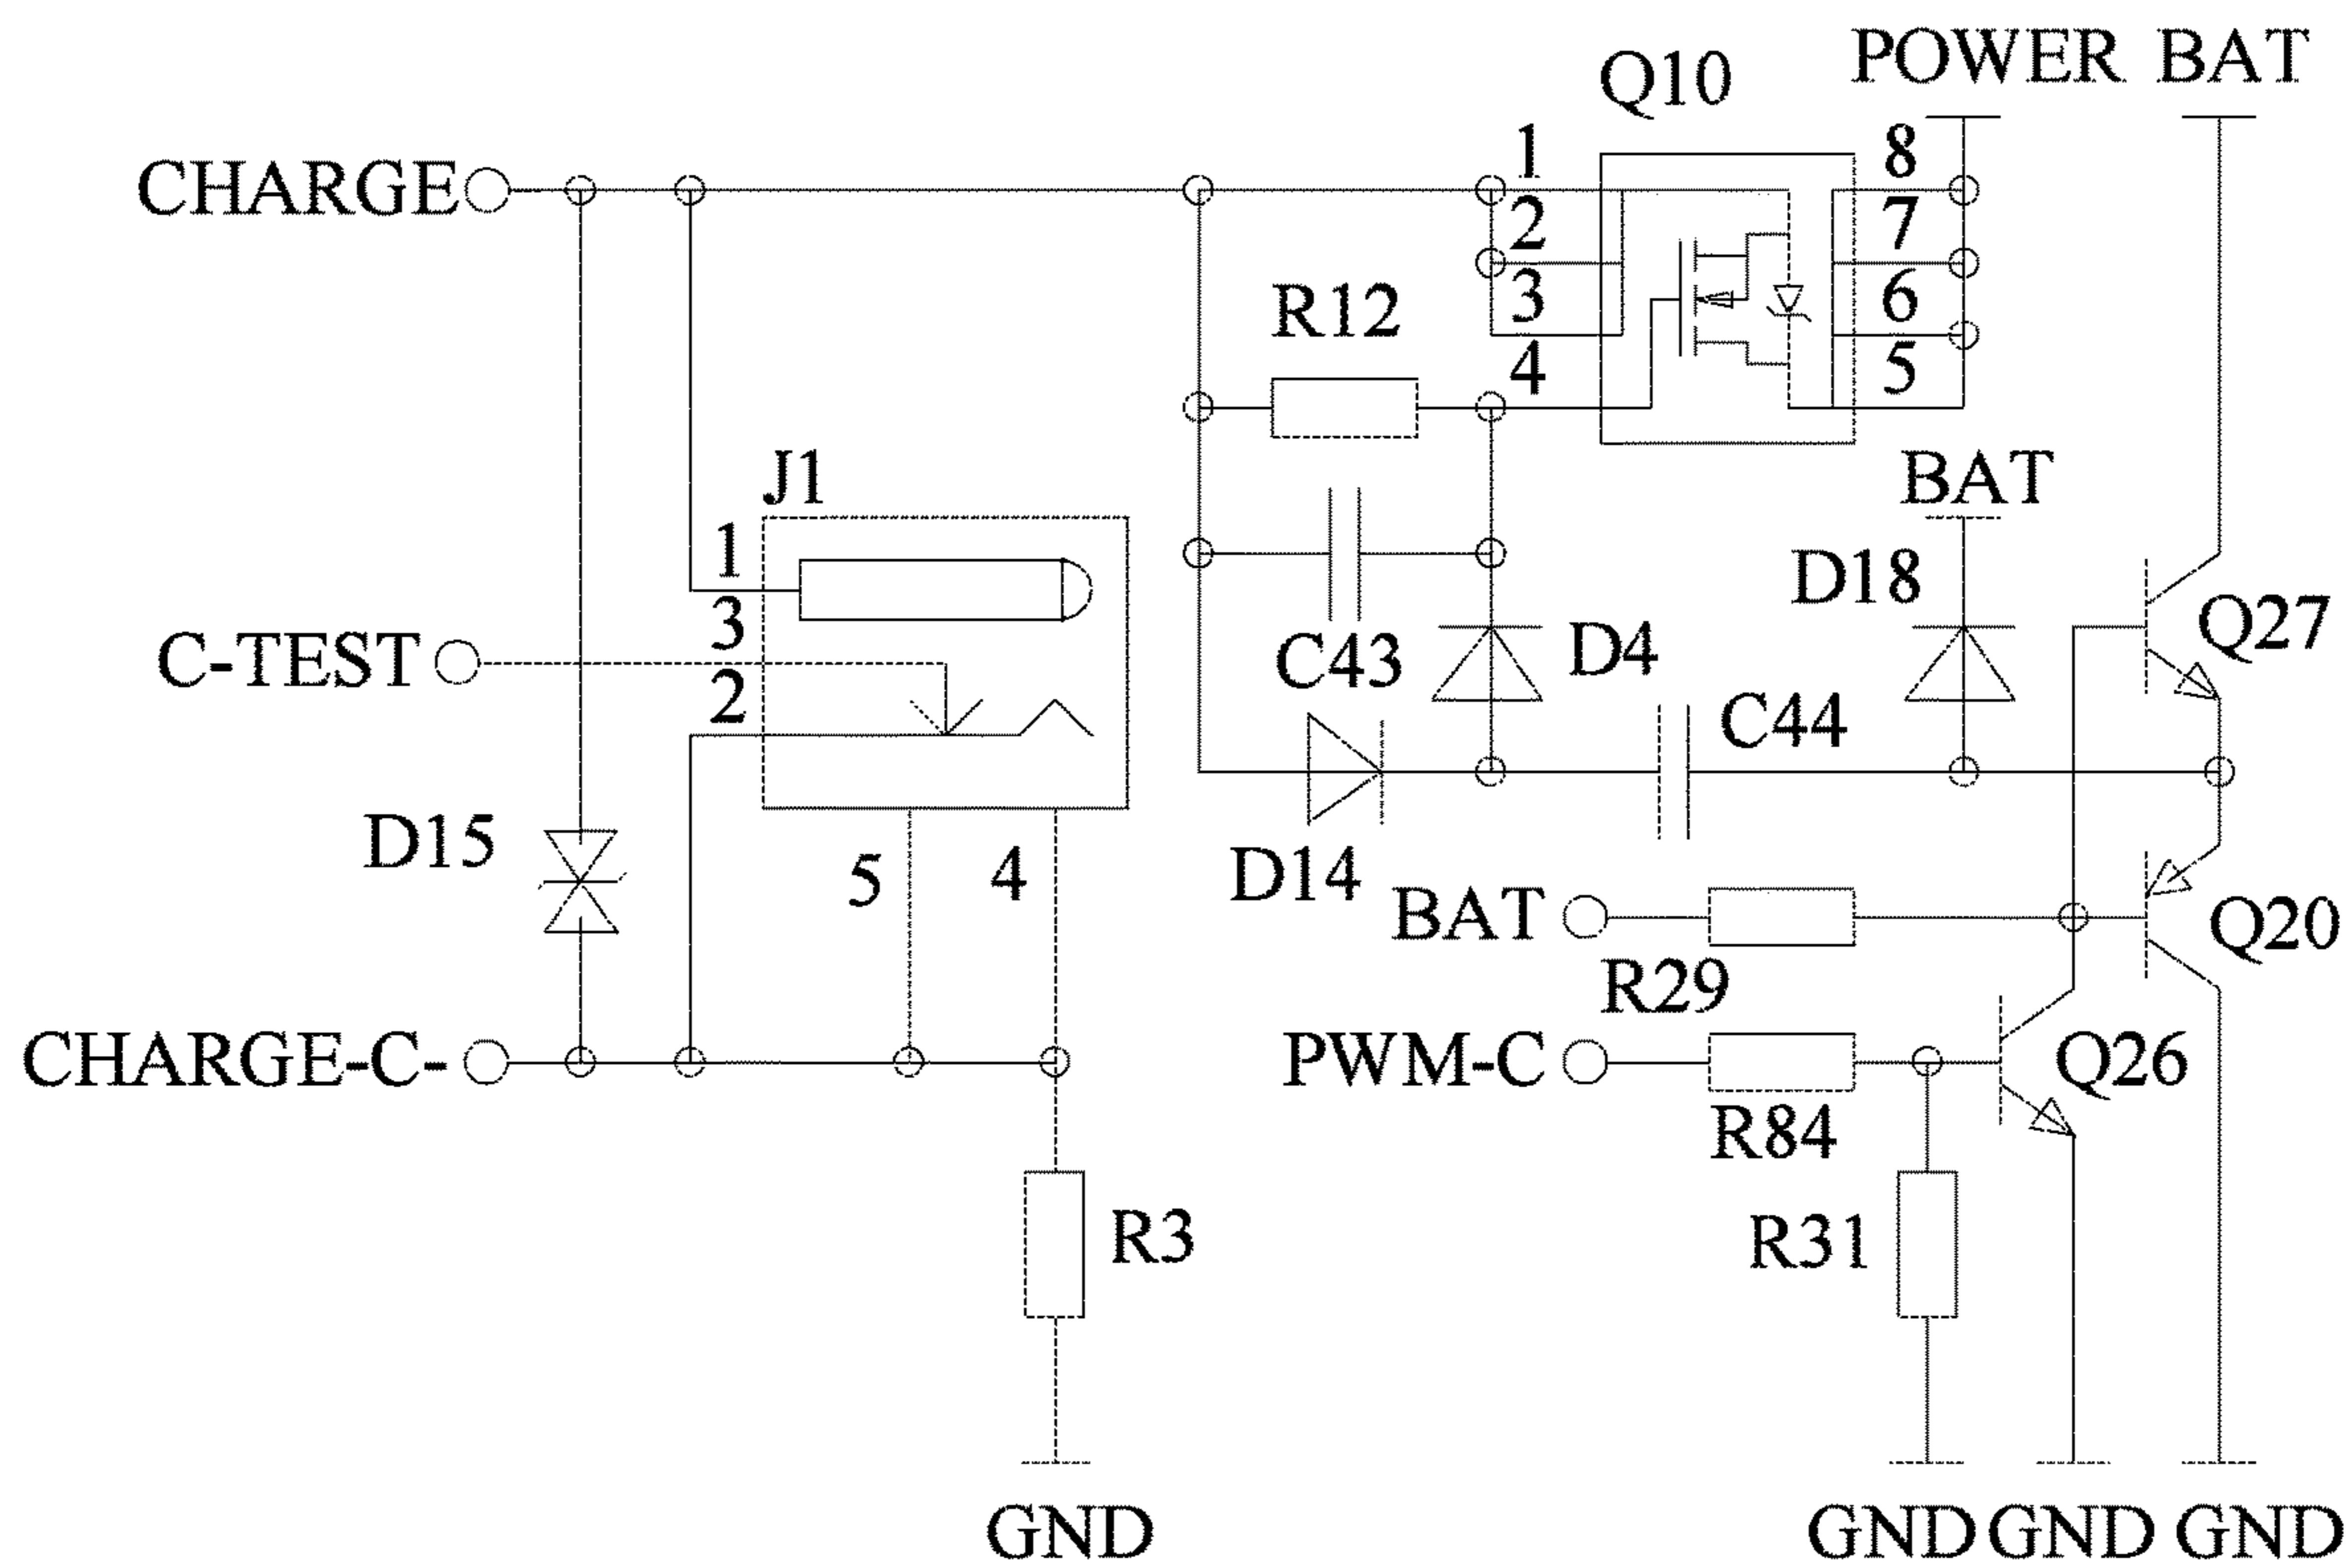 POWER BAT
Q10
CHARGE
1
8
2
7
3
6
4
5
R12
J1
BAT
1
D18
3
Q27
C-TEST
C43
D4
2
C44
D15
5
4
D14
BAT
Q20
R29
CHARGE-C-
PWM-C
Q26
R84
R3
R31
GND
GND GND GND